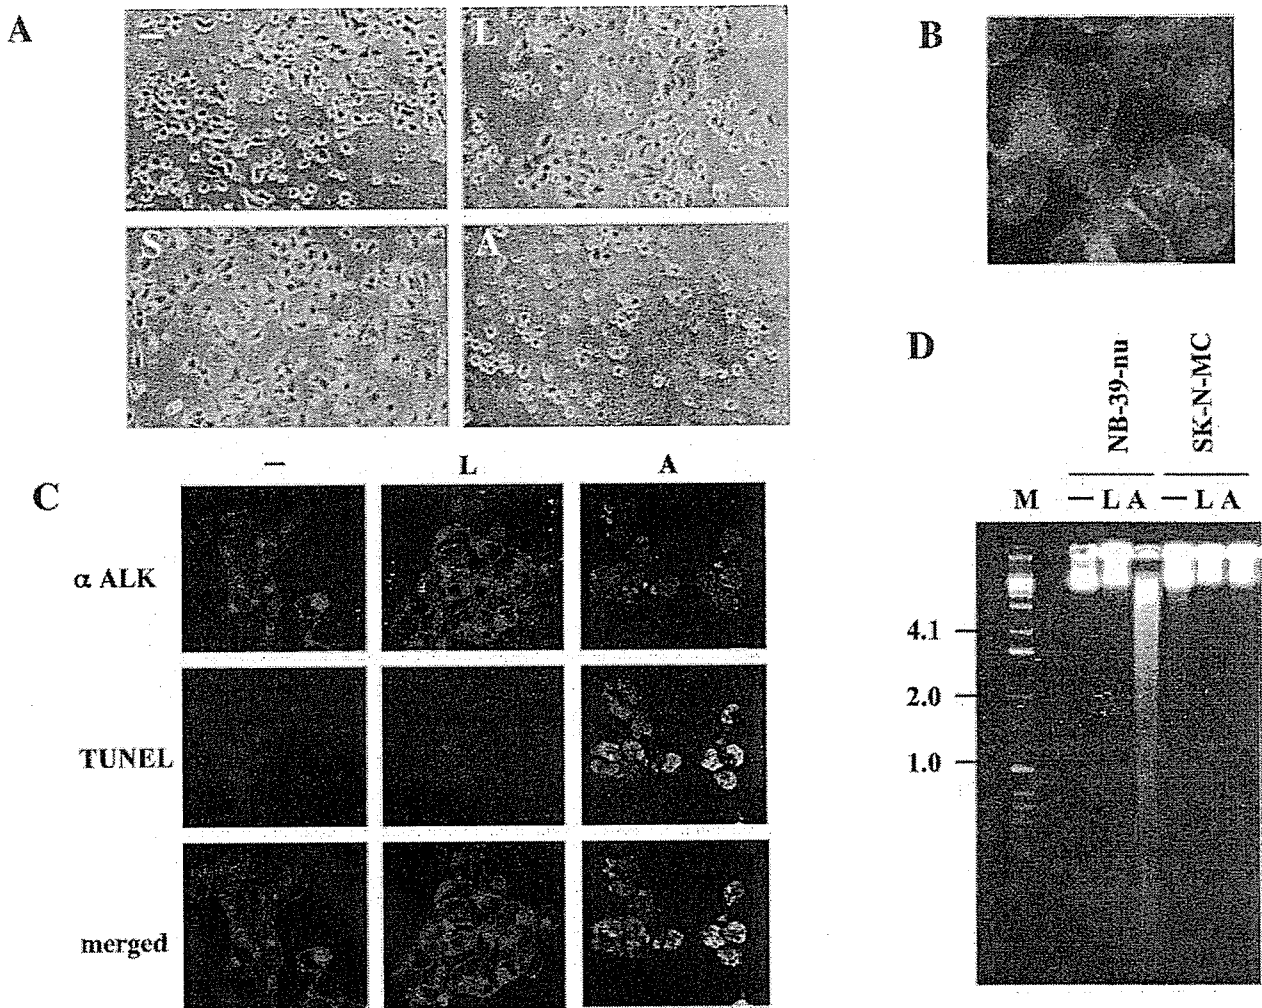 A
—
L
S
A
B
C
— L A
α ALK
TUNEL
merged
D
NB-39-nu
SK-N-MC
M — L A — L A
4.1
2.0
1.0